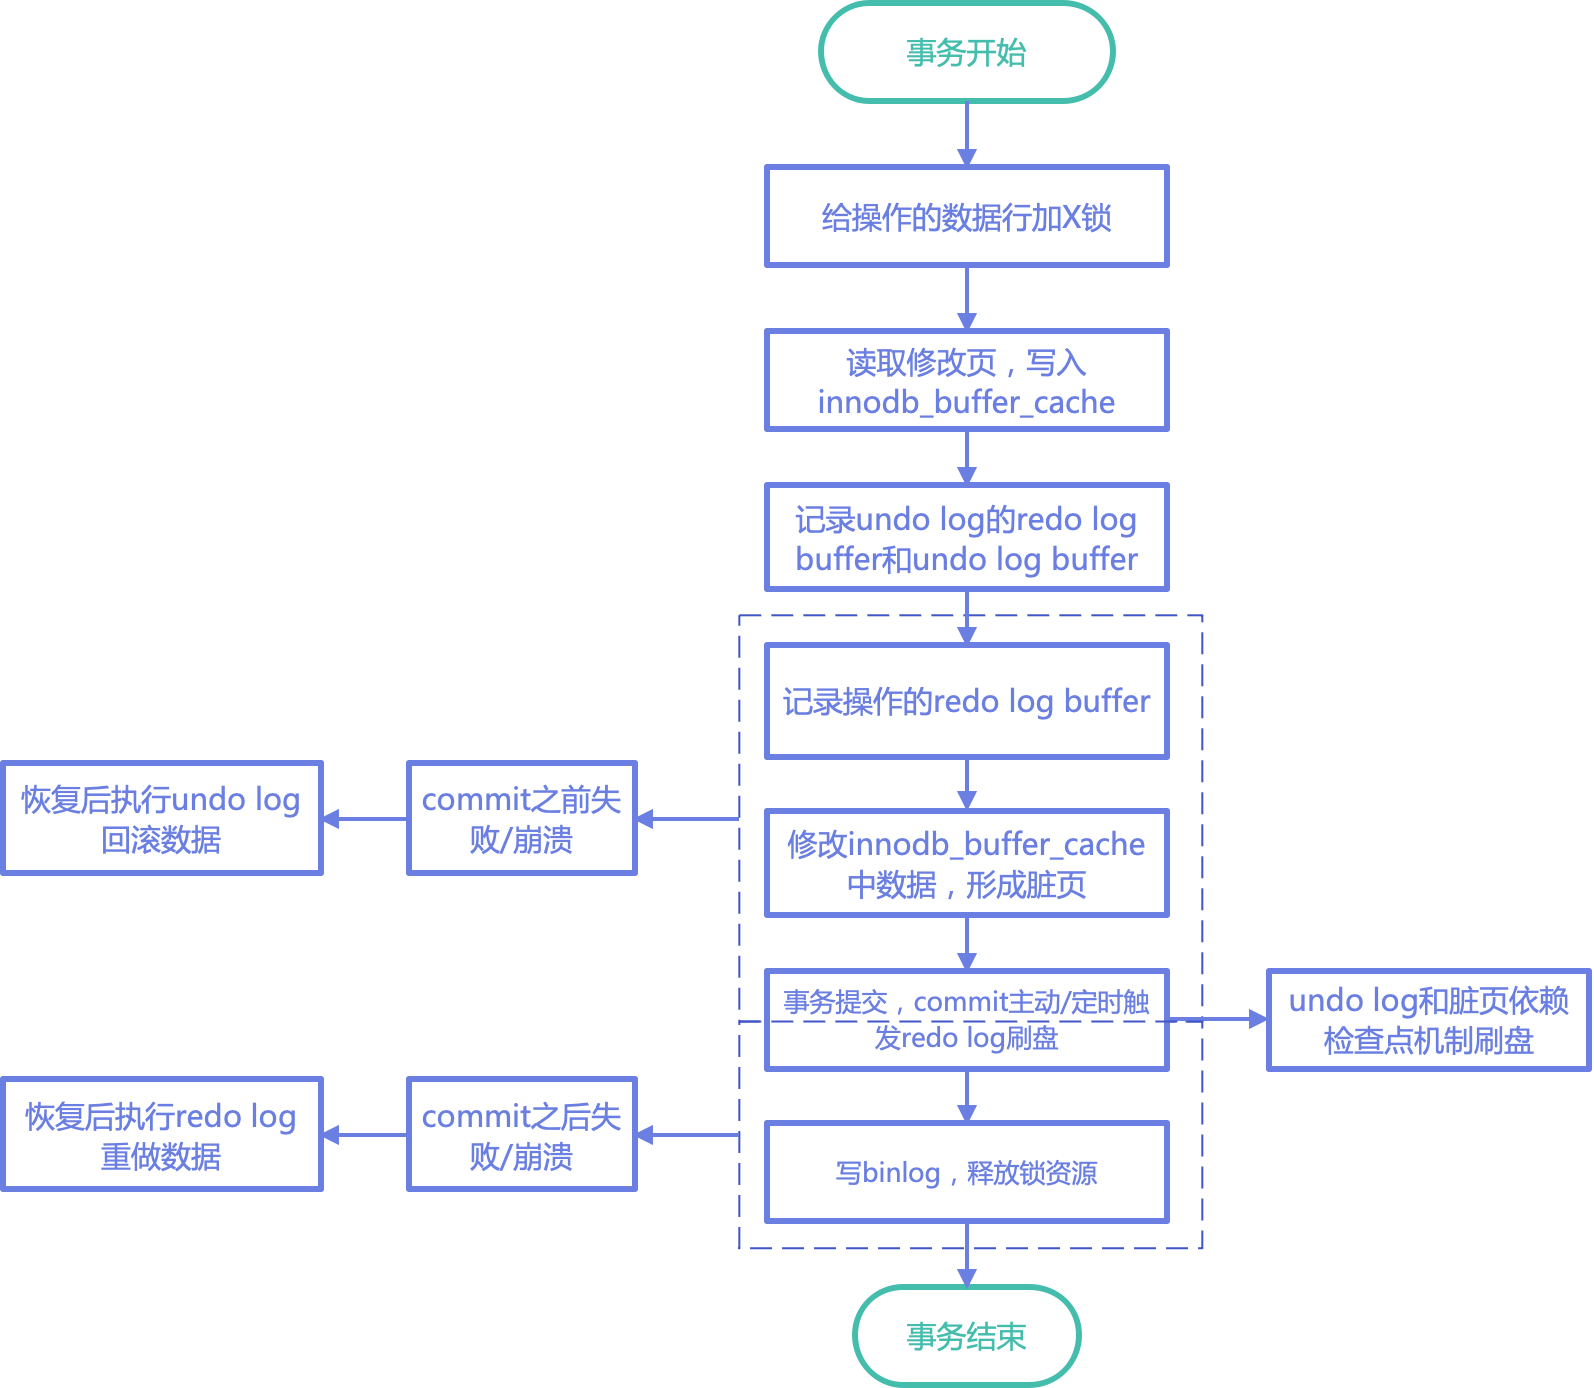 事务开始
给操作的数据行加X锁
读取修改页，写入
innodb_buffer_cache
记录undo log的redo log
buffer和undo log buffer
记录操作的redo log buffer
恢复后执行undo log
回滚数据
commit之前失
败/崩溃
修改innodb_buffer_cache
中数据，形成脏页
事务提交，commit主动/定时触
发redo log刷盘
undo log和脏页依赖
检查点机制刷盘
恢复后执行redo log
重做数据
commit之后失
败/崩溃
写binlog，释放锁资源
事务结束